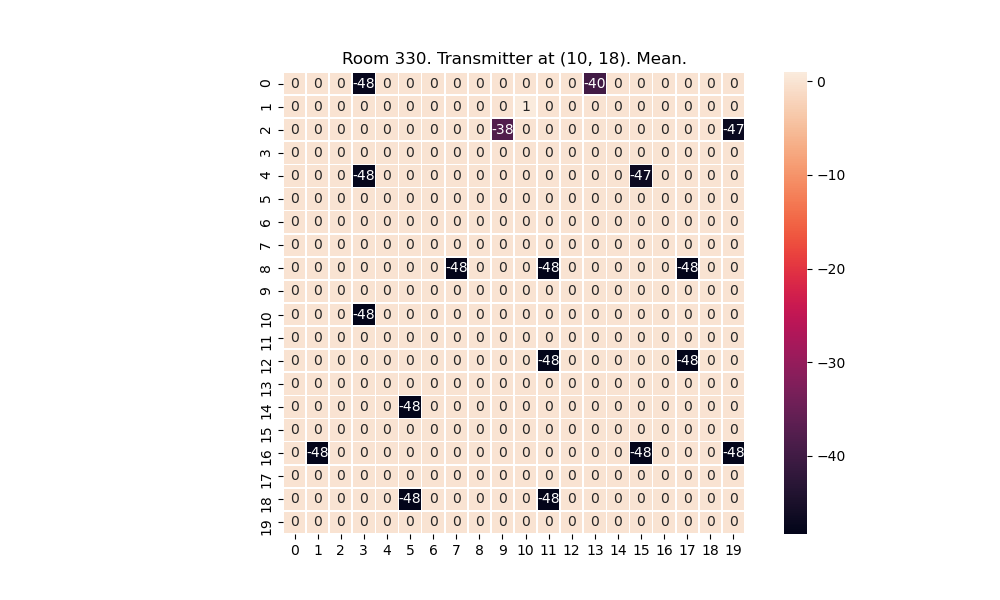 Room 330. Transmitter at (10, 18). Mean.
0 0 0 0 -48 0 0 0 0 0 0 0 0 0 -40 0 0 0 0 0 0
1 0 0 0 0 0 0 0 0 0 0 1 0 0 0 0 0 0 0 0 0
2 0 0 0 0 0 0 0 0 0 -38 0 0 0 0 0 0 0 0 0 -47
3 0 0 0 0 0 0 0 0 0 0 0 0 0 0 0 0 0 0 0 0
4 0 0 0 -48 0 0 0 0 0 0 0 0 0 0 0 -47 0 0 0 0
5 0 0 0 0 0 0 0 0 0 0 0 0 0 0 0 0 0 0 0 0
6 0 0 0 0 0 0 0 0 0 0 0 0 0 0 0 0 0 0 0 0
7 0 0 0 0 0 0 0 0 0 0 0 0 0 0 0 0 0 0 0 0
8 0 0 0 0 0 0 0 -48 0 0 0 -48 0 0 0 0 0 -48 0 0
9 0 0 0 0 0 0 0 0 0 0 0 0 0 0 0 0 0 0 0 0
10 0 0 0 -48 0 0 0 0 0 0 0 0 0 0 0 0 0 0 0 0
11 0 0 0 0 0 0 0 0 0 0 0 0 0 0 0 0 0 0 0 0
12 0 0 0 0 0 0 0 0 0 0 0 -48 0 0 0 0 0 -48 0 0
13 0 0 0 0 0 0 0 0 0 0 0 0 0 0 0 0 0 0 0 0
14 0 0 0 0 0 -48 0 0 0 0 0 0 0 0 0 0 0 0 0 0
15 0 0 0 0 0 0 0 0 0 0 0 0 0 0 0 0 0 0 0 0
16 0 -48 0 0 0 0 0 0 0 0 0 0 0 0 0 -48 0 0 0 -48
17 0 0 0 0 0 0 0 0 0 0 0 0 0 0 0 0 0 0 0 0
18 0 0 0 0 0 -48 0 0 0 0 0 -48 0 0 0 0 0 0 0 0
19 0 0 0 0 0 0 0 0 0 0 0 0 0 0 0 0 0 0 0 0
0 1 2 3 4 5 6 7 8 9 10 11 12 13 14 15 16 17 18 19
0
−10
−20
−30
−40